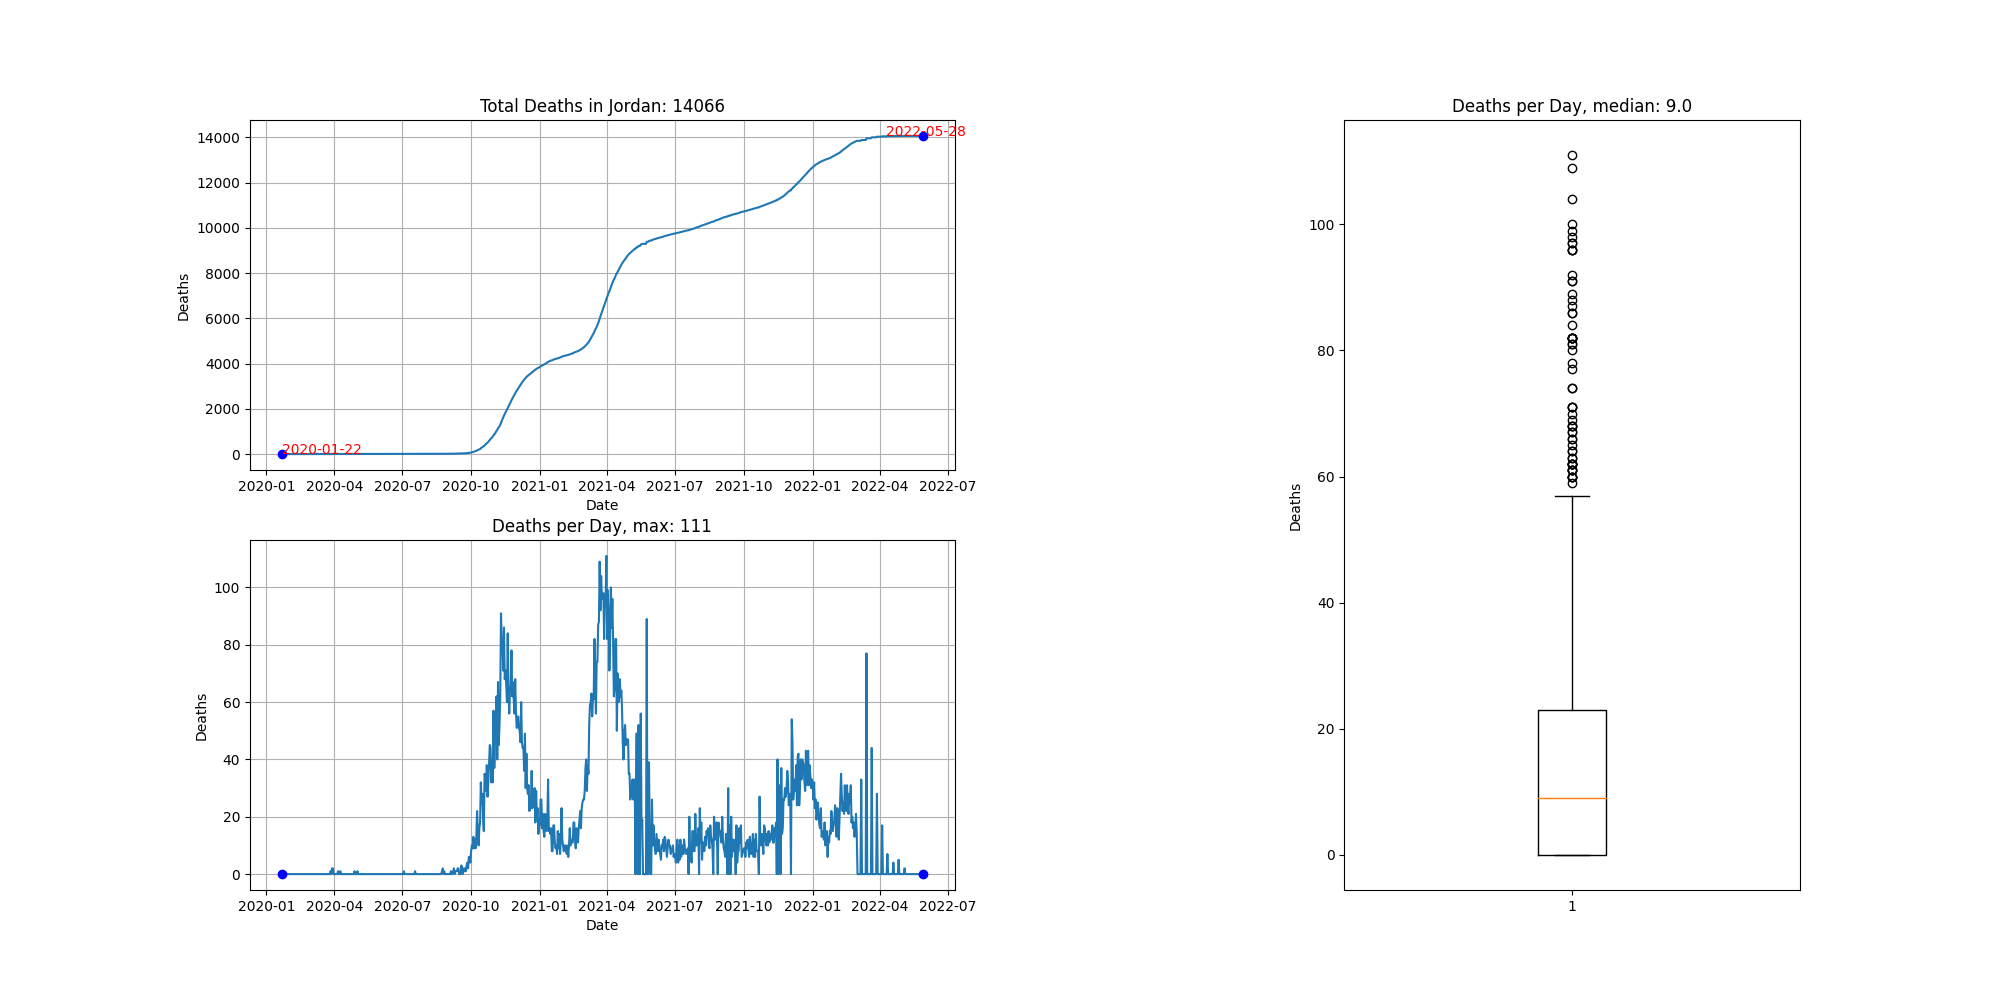 Total Deaths in Jordan: 14066
Deaths
14000
12000
10000
8000
6000
4000
2000
0
2022-05-28
2020-01-22
2020-01 2020-04 2020-07 2020-10 2021-01 2021-04 2021-07 2021-10 2022-01 2022-04 2022-07
Date
Deaths per Day, max: 111
Deaths
100
80
60
40
20
0
2020-01 2020-04 2020-07 2020-10 2021-01 2021-04 2021-07 2021-10 2022-01 2022-04 2022-07
Date
Deaths per Day, median: 9.0
Deaths
100
80
60
40
20
0
1